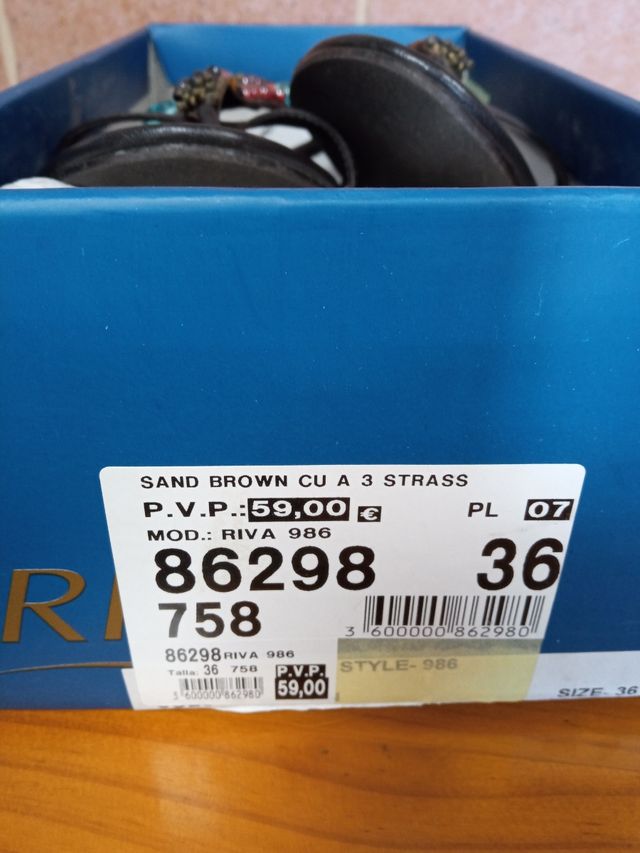 SAND BROWN CU A 3 STRASS
P.V.P.: 59,00 € PL 07
MOD.: RIVA 986
86298 36
758
3 600000 862980
86298 RIVA 986
Talla: 36 758 P.V.P.
3 600000 862980 59,00
STYLE- 986
SIZE- 36